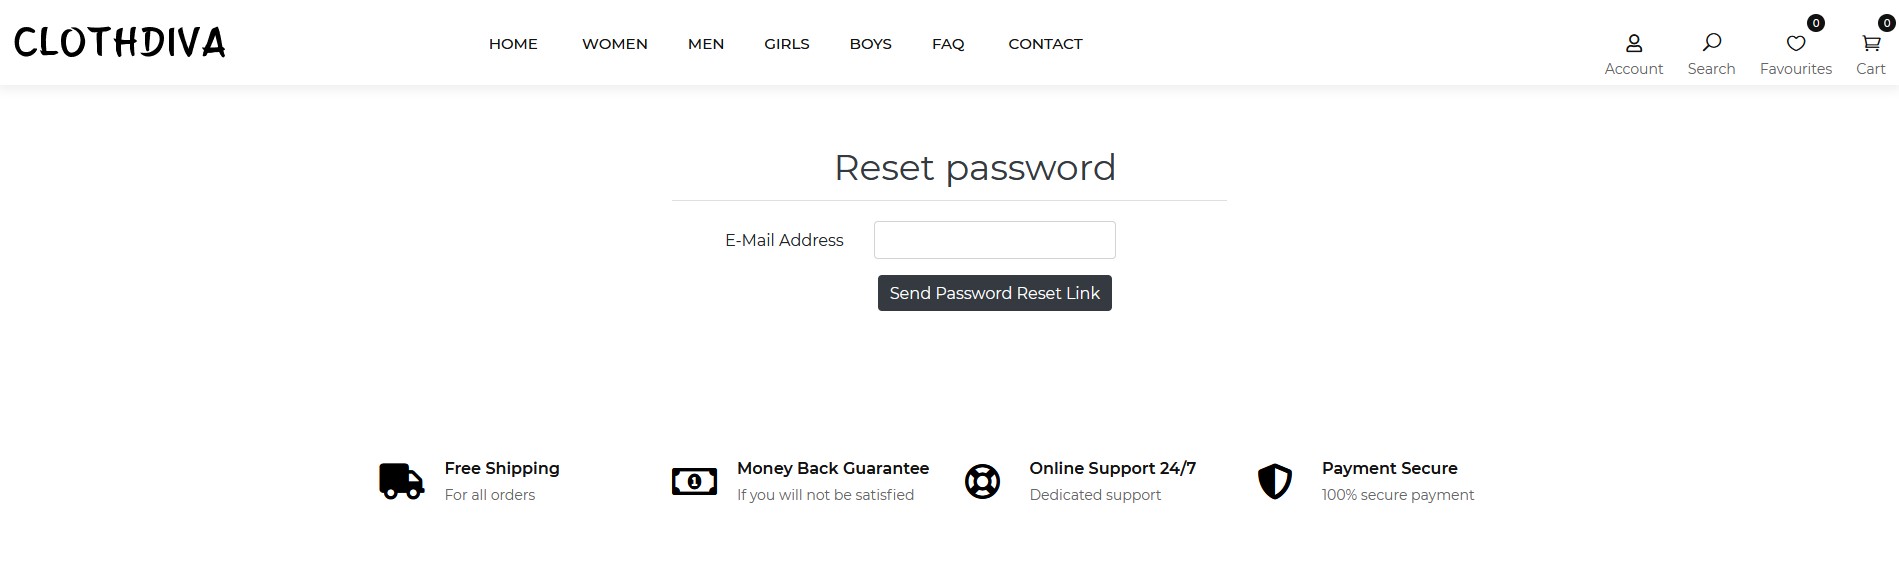 CLOTHDIVA
HOME WOMEN MEN GIRLS BOYS FAQ CONTACT
0 0
Account Search Favourites Cart
Reset password
E-Mail Address
Send Password Reset Link
Free Shipping
For all orders
1
Money Back Guarantee
If you will not be satisfied
Online Support 24/7
Dedicated support
Payment Secure
100% secure payment